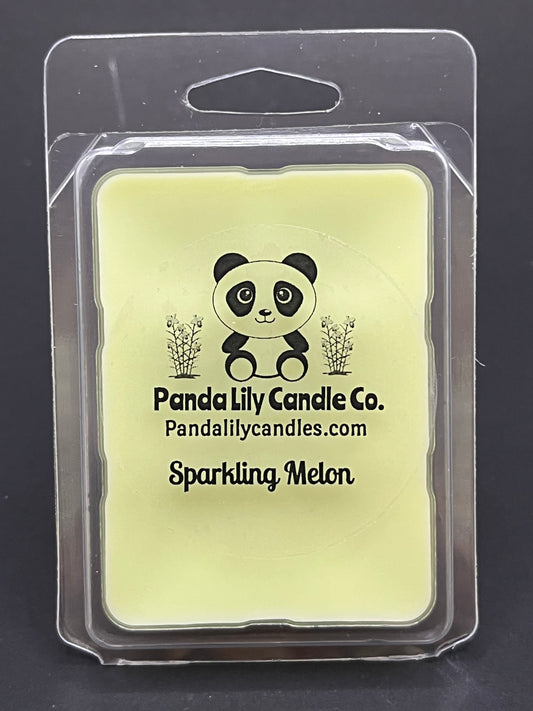 Panda Lily Candle Co.
Pandalilycandles.com
Sparkling Melon